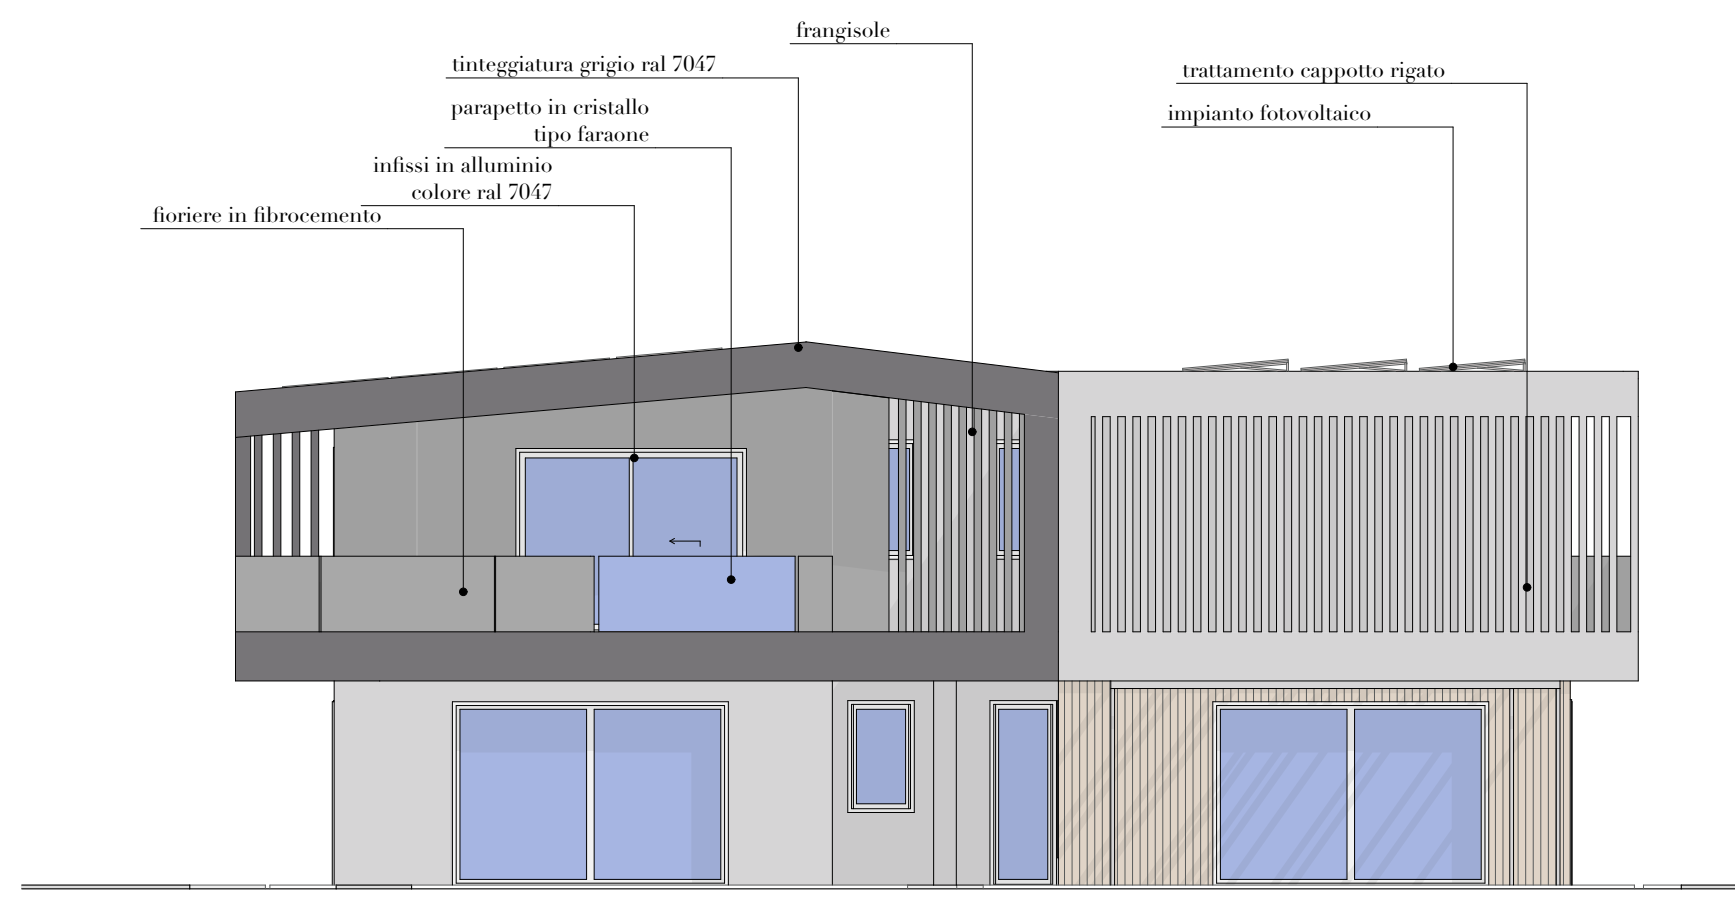 frangisole
tinteggiatura grigio ral 7047
trattamento cappotto rigato
parapetto in cristallo
tipo faraone
impianto fotovoltaico
infissi in alluminio
colore ral 7047
fioriere in fibrocemento